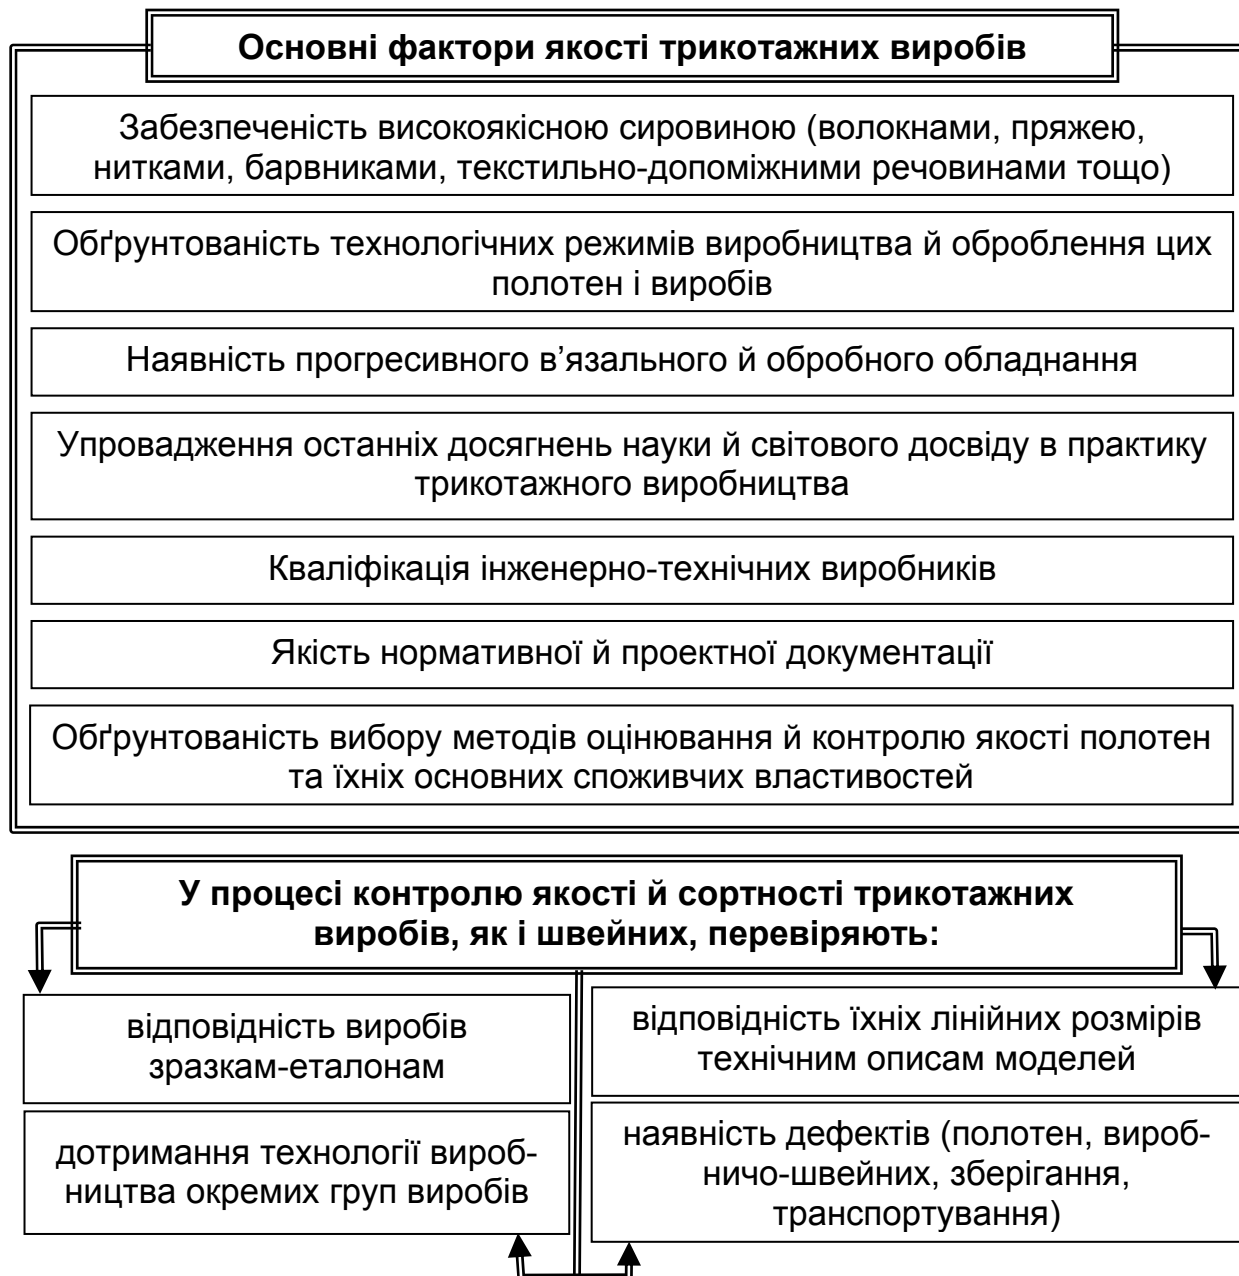 Основні фактори якості трикотажних виробів
Забезпеченість високоякісною сировиною (волокнами, пряжею,
нитками, барвниками, текстильно-допоміжними речовинами тощо)
Обґрунтованість технологічних режимів виробництва й оброблення цих
полотен і виробів
Наявність прогресивного в’язального й обробного обладнання
Упровадження останніх досягнень науки й світового досвіду в практику
трикотажного виробництва
Кваліфікація інженерно-технічних виробників
Якість нормативної й проектної документації
Обґрунтованість вибору методів оцінювання й контролю якості полотен
та їхніх основних споживчих властивостей
У процесі контролю якості й сортності трикотажних
виробів, як і швейних, перевіряють:
відповідність виробів
зразкам-еталонам
відповідність їхніх лінійних розмірів
технічним описам моделей
дотримання технології вироб-
ництва окремих груп виробів
наявність дефектів (полотен, вироб-
ничо-швейних, зберігання,
транспортування)